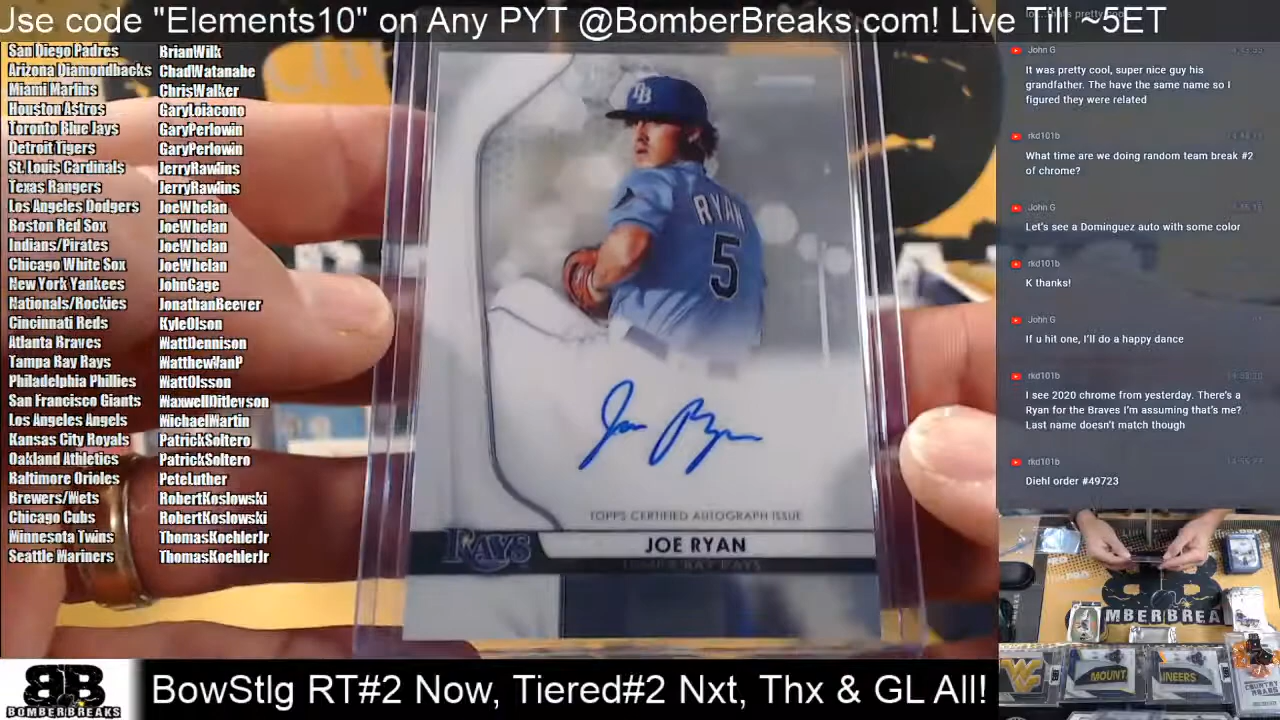 Use code "Elements10" on Any PYT @BomberBreaks.com! Live Till ~5ET
San Diego Padres BrianWilk
Arizona Diamondbacks ChadWatanabe
Miami Marlins ChrisWalker
Houston Astros GaryLoiacono
Toronto Blue Jays GaryPerlowin
Detroit Tigers GaryPerlowin
St. Louis Cardinals JerryRawlins
Texas Rangers JerryRawlins
Los Angeles Dodgers JoeWhelan
Boston Red Sox JoeWhelan
Indians/Pirates JoeWhelan
Chicago White Sox JoeWhelan
New York Yankees JohnGage
Nationals/Rockies JonathanBeever
Cincinnati Reds KyleOlson
Atlanta Braves MattDennison
Tampa Bay Rays MatthewVanP
Philadelphia Phillies MattOlsson
San Francisco Giants MaxwellDitlevson
Los Angeles Angels MichaelMartin
Kansas City Royals PatrickSoltero
Oakland Athletics PatrickSoltero
Baltimore Orioles PeteLuther
Brewers/Mets RobertKoslowski
Chicago Cubs RobertKoslowski
Minnesota Twins ThomasKoehlerJr
Seattle Mariners ThomasKoehlerJr
TB
RYAN
5
Joe Ryan
TOPPS CERTIFIED AUTOGRAPH ISSUE
RAYS
JOE RYAN
TAMPA BAY RAYS
John G
It was pretty cool, super nice guy his
grandfather. The have the same name so I
figured they were related
rkd101b
What time are we doing random team break #2
of chrome?
John G
Let's see a Dominguez auto with some color
rkd101b
K thanks!
John G
If u hit one, I'll do a happy dance
rkd101b
I see 2020 chrome from yesterday. There's a
Ryan for the Braves I'm assuming that's me?
Last name doesn't match though
rkd101b
Diehl order #49723
MBERBREA
MOUNT
INEERS
BB
BOMBERBREAKS
BowStlg RT#2 Now, Tiered#2 Nxt, Thx & GL All!